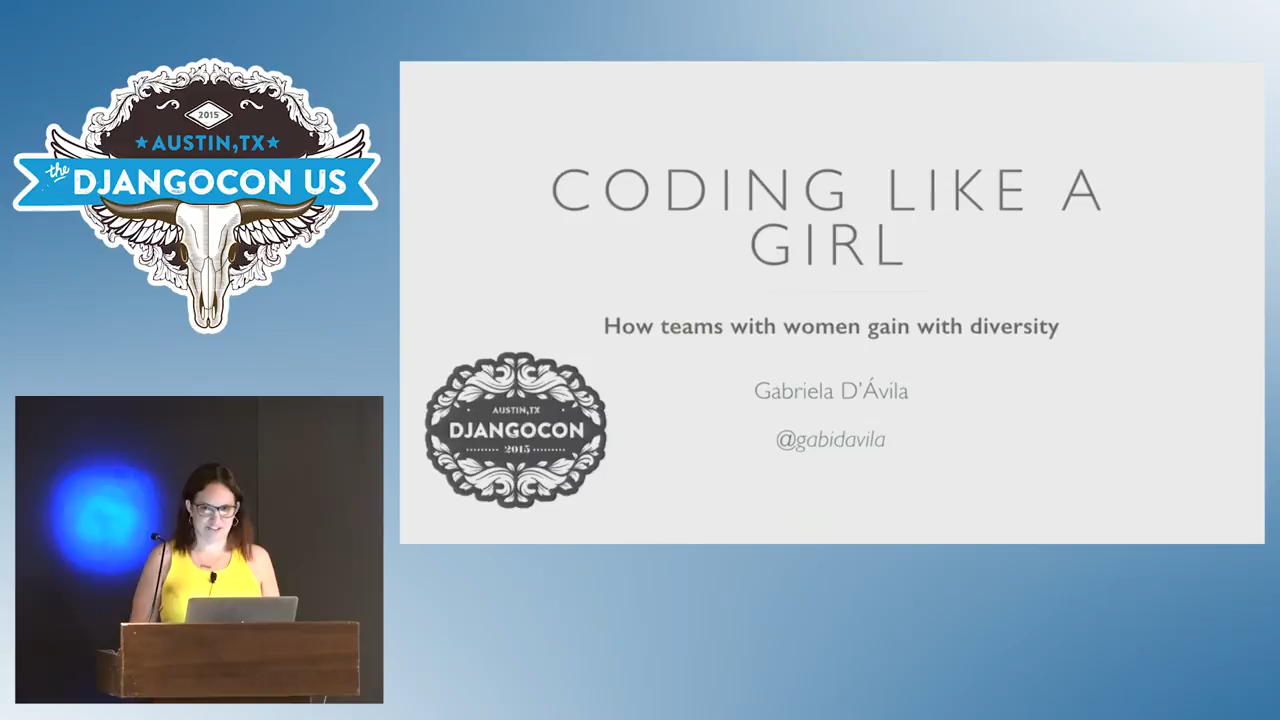 2015
AUSTIN,TX
the
DJANGOCON US
CODING LIKE A
GIRL
How teams with women gain with diversity
Gabriela D'Ávila
@gabidavila
AUSTIN,TX
DJANGOCON
2015